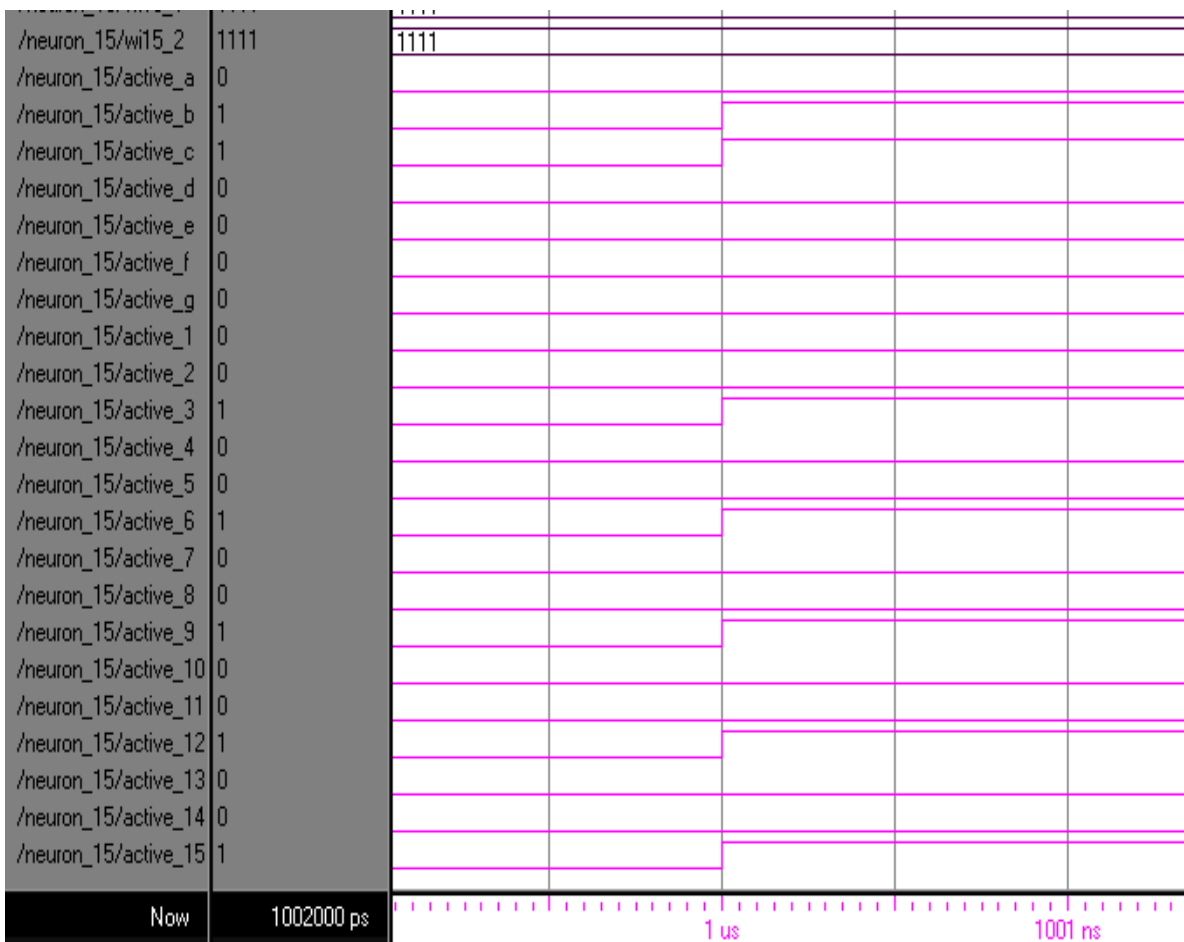 /neuron_15/wi15_2 1111 1111
/neuron_15/active_a 0
/neuron_15/active_b 1
/neuron_15/active_c 1
/neuron_15/active_d 0
/neuron_15/active_e 0
/neuron_15/active_f 0
/neuron_15/active_g 0
/neuron_15/active_1 0
/neuron_15/active_2 0
/neuron_15/active_3 1
/neuron_15/active_4 0
/neuron_15/active_5 0
/neuron_15/active_6 1
/neuron_15/active_7 0
/neuron_15/active_8 0
/neuron_15/active_9 1
/neuron_15/active_10 0
/neuron_15/active_11 0
/neuron_15/active_12 1
/neuron_15/active_13 0
/neuron_15/active_14 0
/neuron_15/active_15 1
Now 1002000 ps
1 us 1001 ns